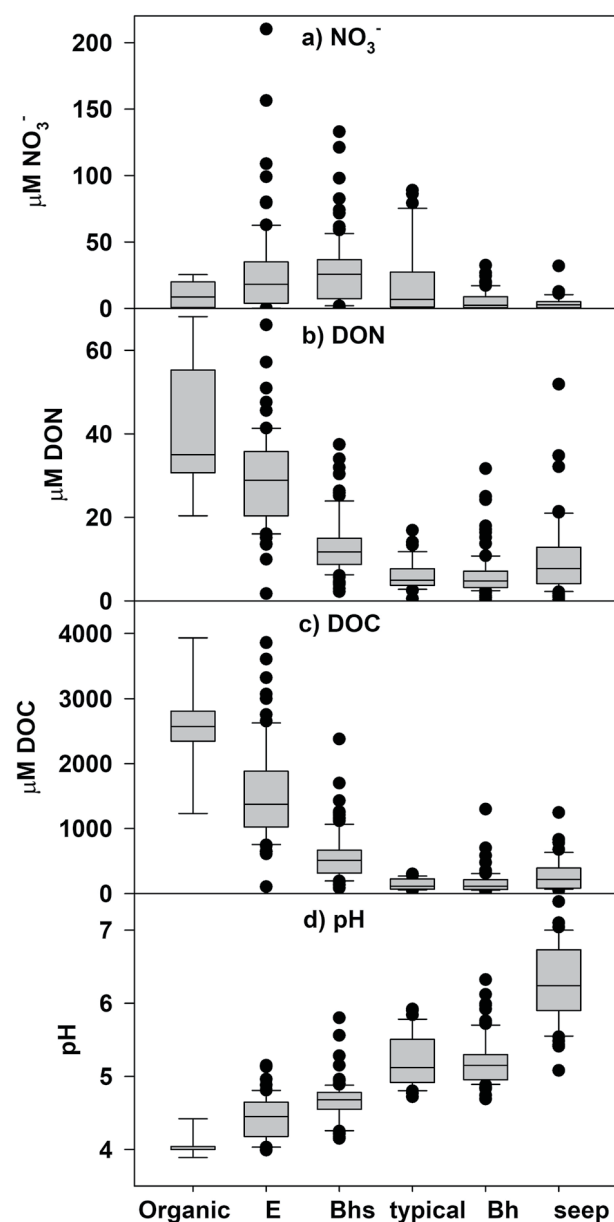 a) NO₃⁻
200
150
100
50
0
μM NO₃⁻
b) DON
60
40
20
0
μM DON
c) DOC
4000
3000
2000
1000
0
μM DOC
d) pH
7
6
5
4
pH
Organic E Bhs typical Bh seep